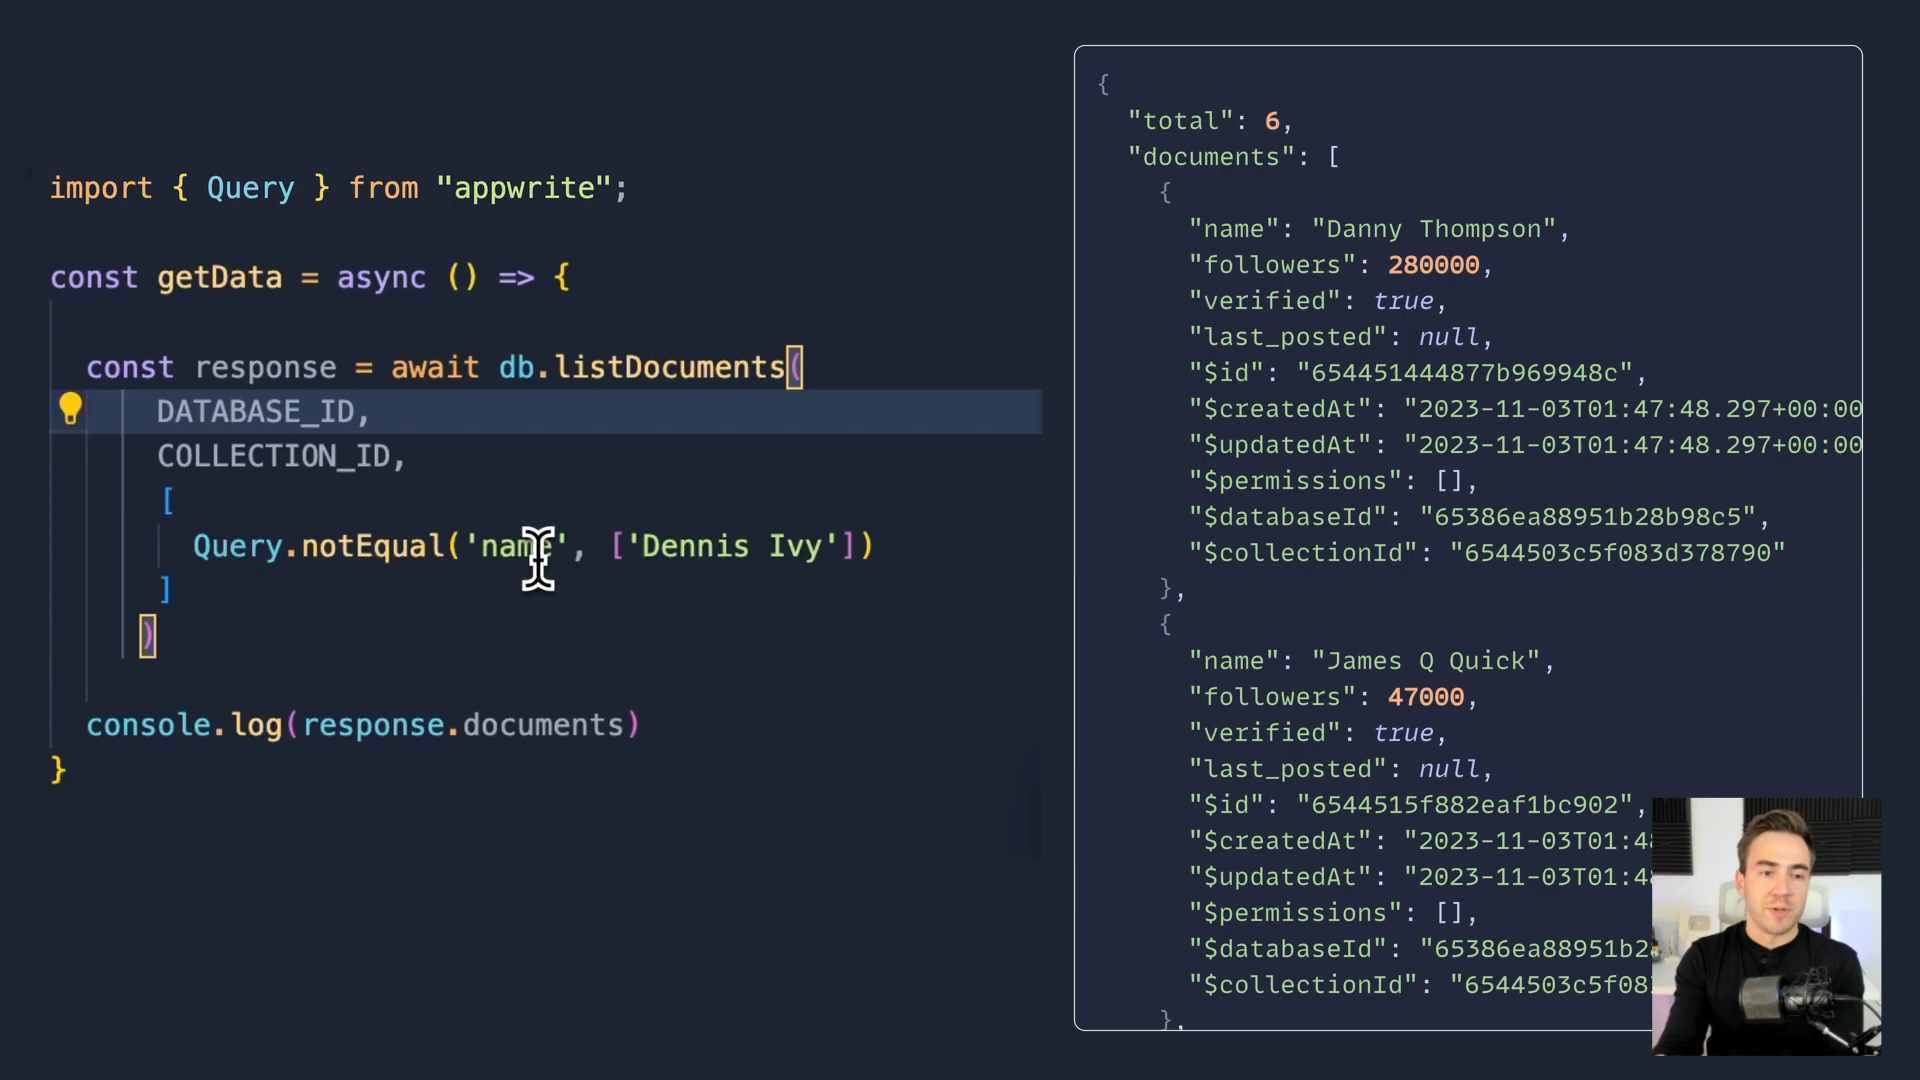 import { Query } from "appwrite";
const getData = async () => {
const response = await db.listDocuments(
DATABASE_ID,
COLLECTION_ID,
[
Query.notEqual('name', ['Dennis Ivy'])
]
)
console.log(response.documents)
}
{
"total": 6,
"documents": [
{
"name": "Danny Thompson",
"followers": 280000,
"verified": true,
"last_posted": null,
"$id": "654451444877b969948c",
"$createdAt": "2023-11-03T01:47:48.297+00:00
"$updatedAt": "2023-11-03T01:47:48.297+00:00
"$permissions": [],
"$databaseId": "65386ea88951b28b98c5",
"$collectionId": "6544503c5f083d378790"
},
{
"name": "James Q Quick",
"followers": 47000,
"verified": true,
"last_posted": null,
"$id": "6544515f882eaf1bc902",
"$createdAt": "2023-11-03T01:48
"$updatedAt": "2023-11-03T01:48
"$permissions": [],
"$databaseId": "65386ea88951b28
"$collectionId": "6544503c5f083
},